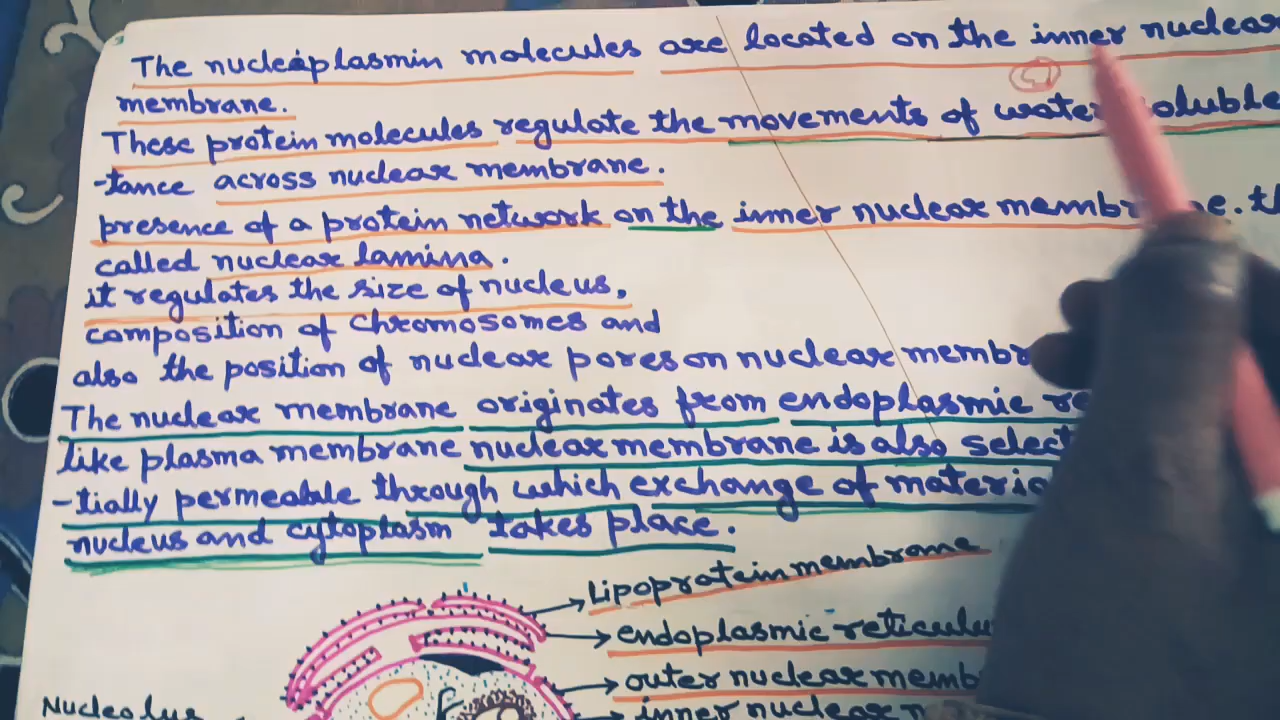 The nucleoplasmin molecules are located on the inner nuclear
membrane.
These protein molecules regulate the movements of water soluble
-tance across nuclear membrane.
presence of a protein network on the inner nuclear membrane.
called nuclear lamina.
it regulates the size of nucleus,
composition of chromosomes and
also the position of nuclear pores on nuclear
The nuclear membrane originates from endoplasmic
like plasma membrane nuclear membrane is also
-tially permeable through which exchange of
nucleus and cytoplasm takes place.
Lipoprotein membrane
endoplasmic
outer nuclear
inner nuclear
Nucleolus